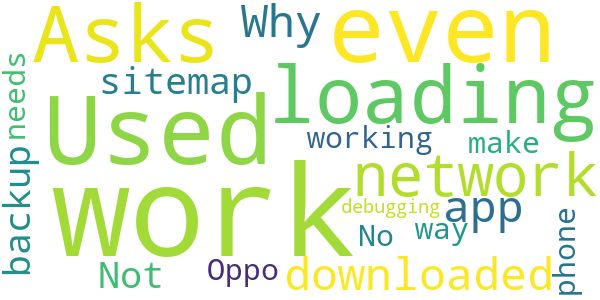 Asks Why even
needs sitemap loading
Used working make
backup work network
debugging app
No way phone
Not Oppo downloaded